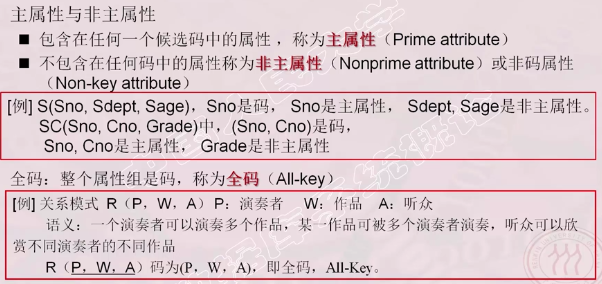 主属性与非主属性
■ 包含在任何一个候选码中的属性，称为主属性（Prime attribute）
■ 不包含在任何码中的属性称为非主属性（Nonprime attribute）或非码属性
(Non-key attribute)
[例] S(Sno, Sdept, Sage)，Sno是码， Sno是主属性， Sdept, Sage是非主属性。
SC(Sno, Cno, Grade)中，(Sno, Cno)是码，
Sno, Cno是主属性， Grade是非主属性
全码：整个属性组是码，称为全码（All-key）
[例] 关系模式 R（P，W，A） P：演奏者 W：作品 A：听众
语义：一个演奏者可以演奏多个作品，某一作品可被多个演奏者演奏，听众可以欣
赏不同演奏者的不同作品
R（P，W，A）码为(P，W，A)，即全码，All-Key。